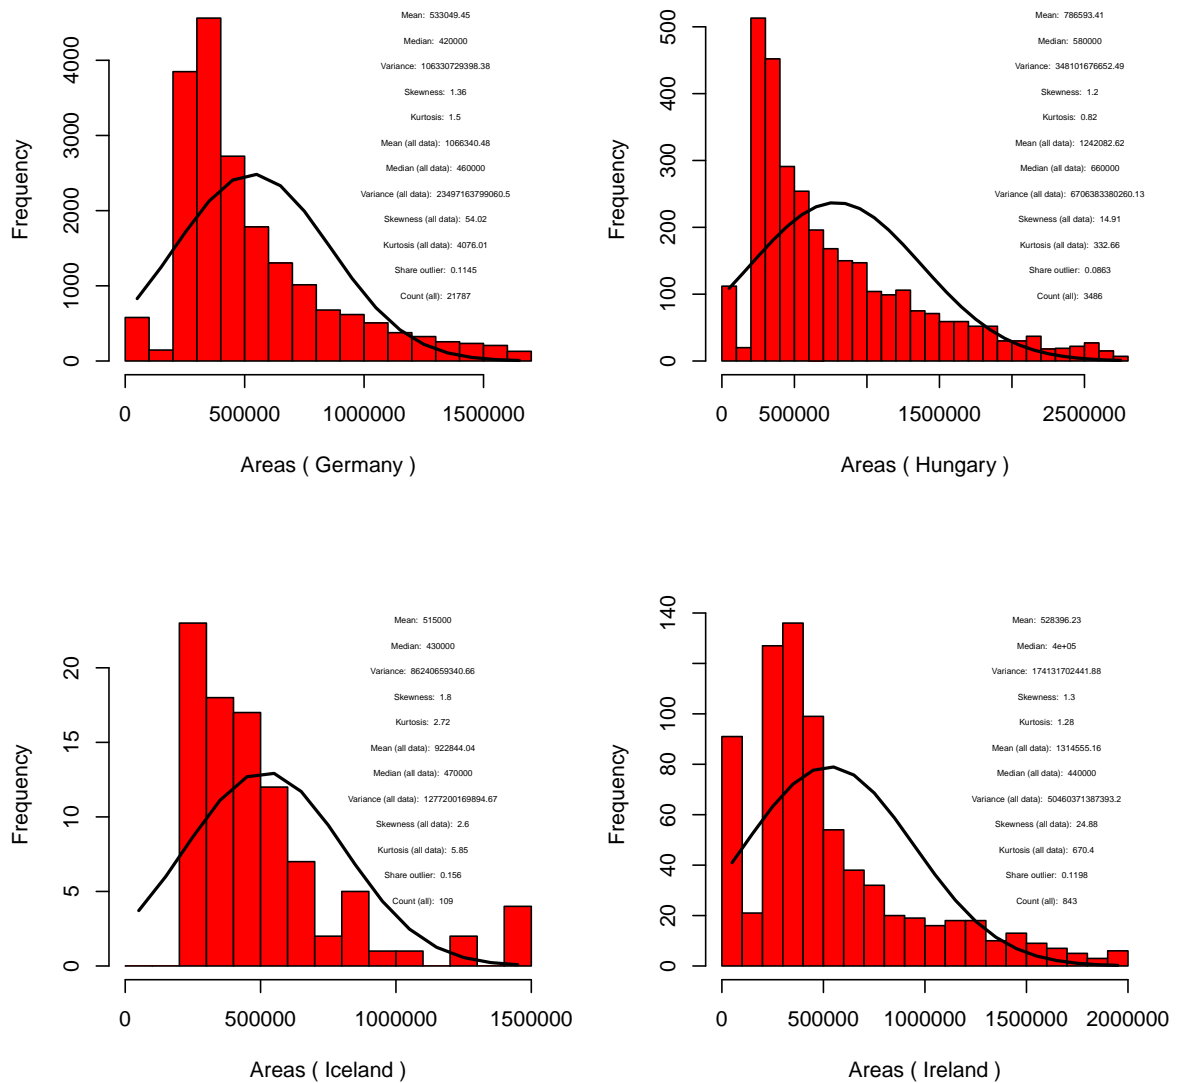 Mean: 533049.45
Median: 420000
Variance: 106330729398.38
Skewness: 1.36
Kurtosis: 1.5
Mean (all data): 1066340.48
Median (all data): 460000
Variance (all data): 23497163799060.5
Skewness (all data): 54.02
Kurtosis (all data): 4076.01
Share outlier: 0.1145
Count (all): 21787
Frequency
0 1000 2000 3000 4000
0 500000 1000000 1500000
Areas ( Germany )
Mean: 786593.41
Median: 580000
Variance: 348101676652.49
Skewness: 1.2
Kurtosis: 0.82
Mean (all data): 1242082.62
Median (all data): 660000
Variance (all data): 6706383380260.13
Skewness (all data): 14.91
Kurtosis (all data): 332.66
Share outlier: 0.0863
Count (all): 3486
Frequency
0 100 200 300 400 500
0 500000 1500000 2500000
Areas ( Hungary )
Mean: 515000
Median: 430000
Variance: 86240659340.66
Skewness: 1.8
Kurtosis: 2.72
Mean (all data): 922844.04
Median (all data): 470000
Variance (all data): 1277200169894.67
Skewness (all data): 2.6
Kurtosis (all data): 5.85
Share outlier: 0.156
Count (all): 109
Frequency
0 5 10 15 20
0 500000 1000000 1500000
Areas ( Iceland )
Mean: 528396.23
Median: 4e+05
Variance: 174131702441.88
Skewness: 1.3
Kurtosis: 1.28
Mean (all data): 1314555.16
Median (all data): 440000
Variance (all data): 50460371387393.2
Skewness (all data): 24.88
Kurtosis (all data): 670.4
Share outlier: 0.1198
Count (all): 843
Frequency
0 20 40 60 80 100 140
0 500000 1000000 1500000 2000000
Areas ( Ireland )